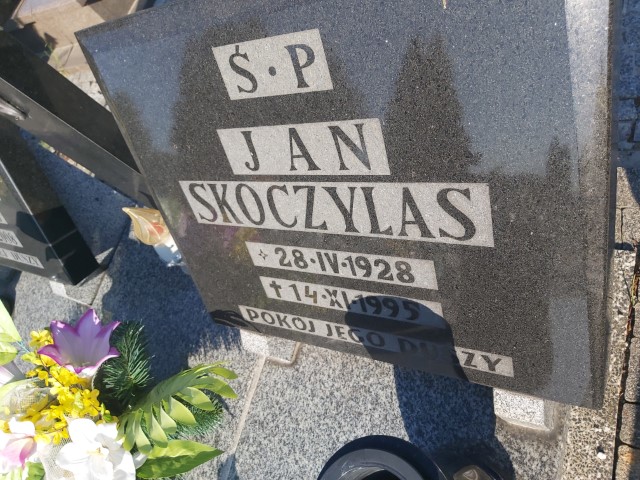 Ś·P
JAN
SKOCZYLAS
28·IV·1928
✝14·XI·1995
POKÓJ JEGO DUSZY